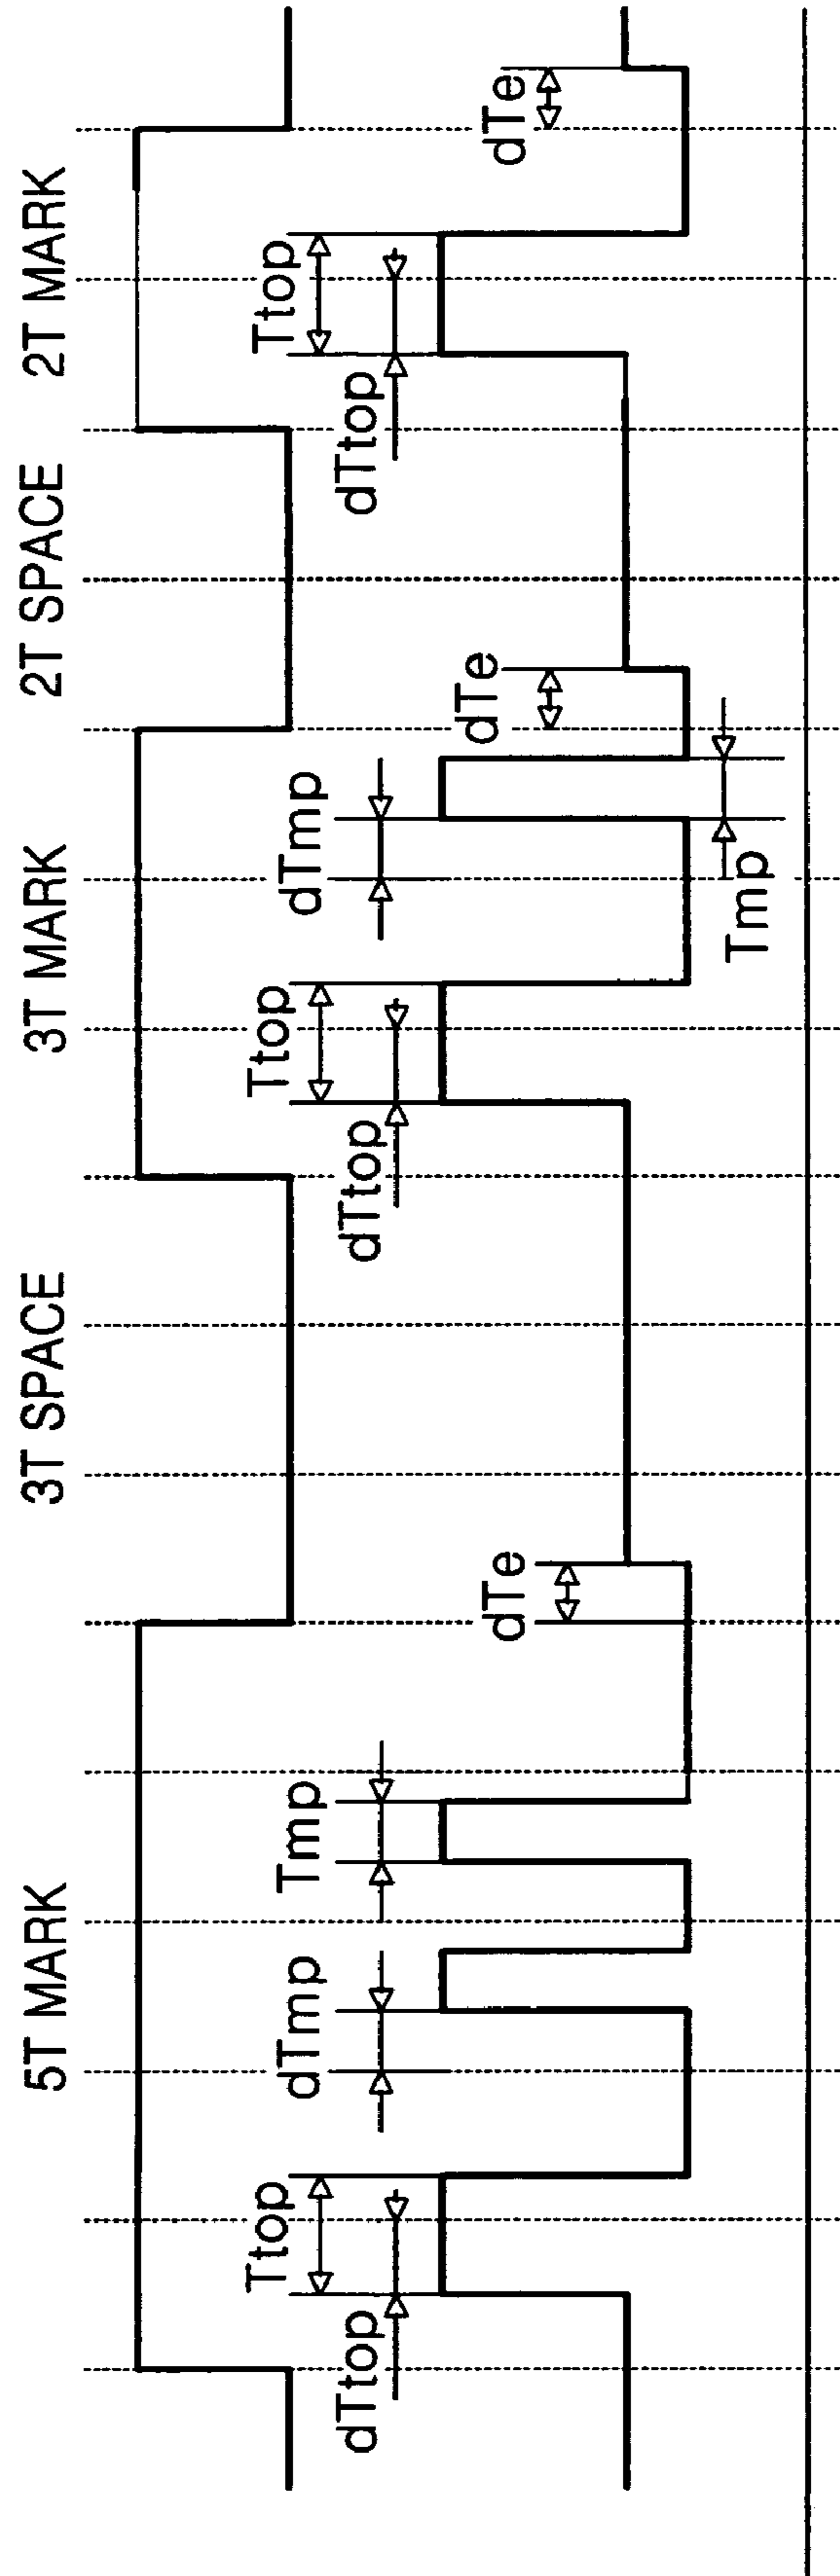 5T MARK
3T SPACE
3T MARK
2T SPACE
2T MARK
Ttop
Tmp
Ttop
dTmp
Ttop
dTtop
dTmp
dTtop
dTtop
dTe
dTe
dTe
Tmp